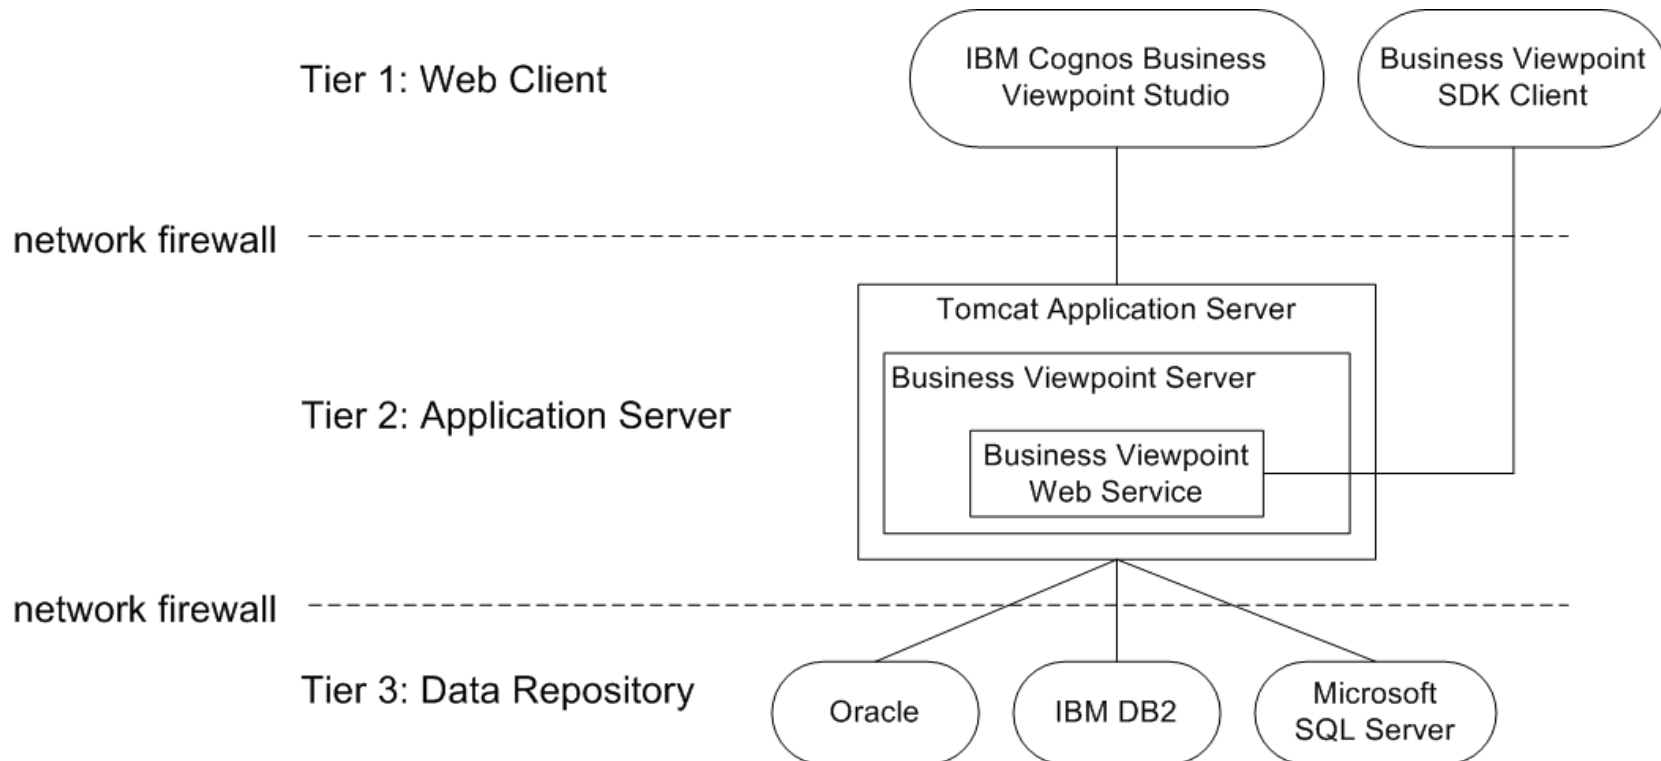 Tier 1: Web Client
IBM Cognos Business
Viewpoint Studio
Business Viewpoint
SDK Client
network firewall
Tomcat Application Server
Business Viewpoint Server
Tier 2: Application Server
Business Viewpoint
Web Service
network firewall
Tier 3: Data Repository
Oracle
IBM DB2
Microsoft
SQL Server